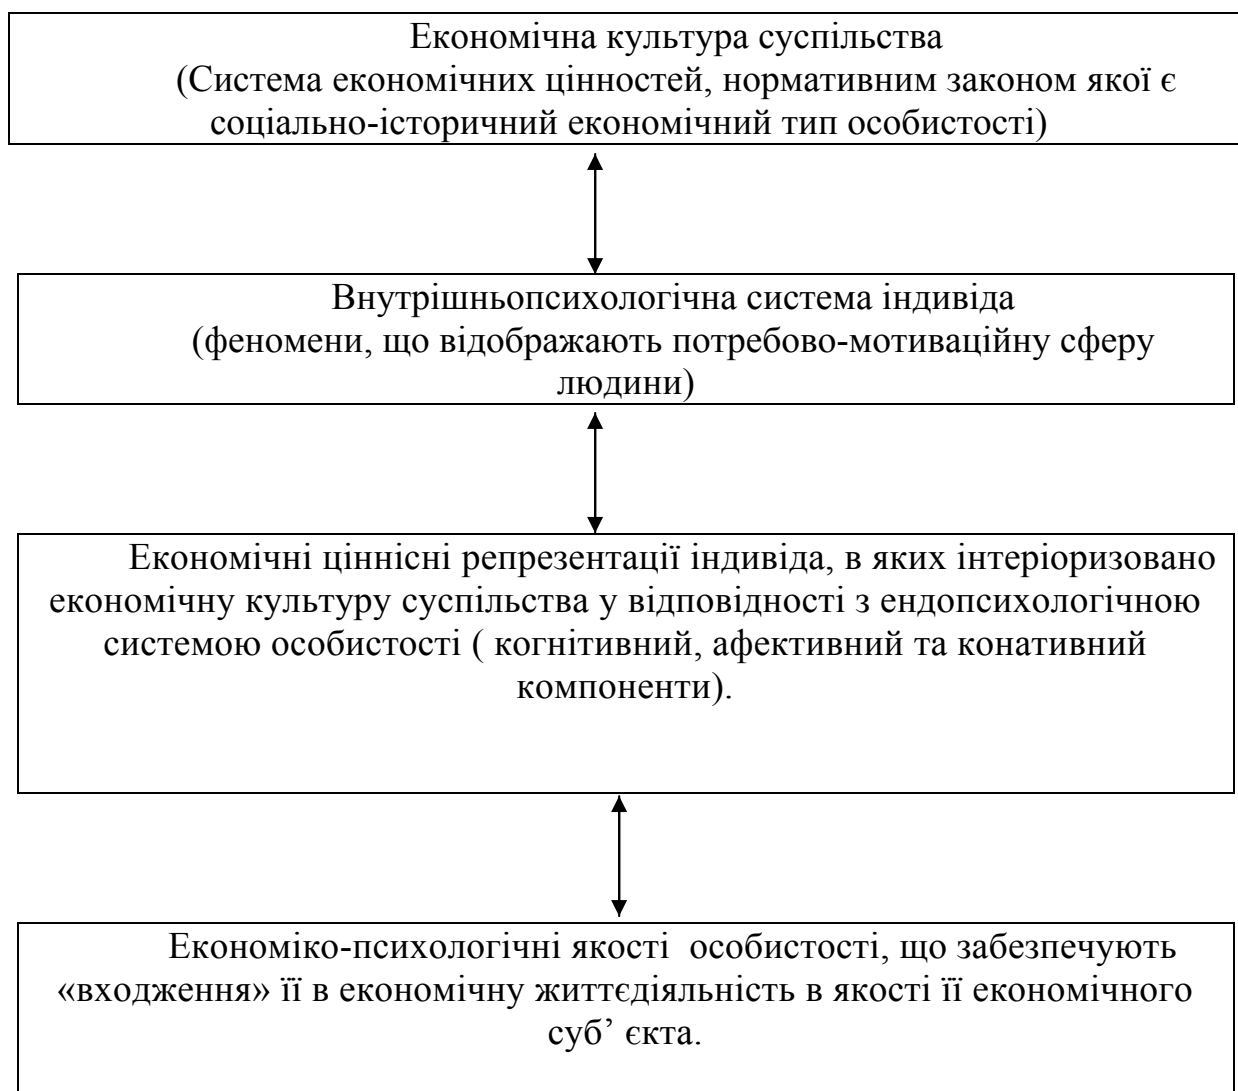 Економічна культура суспільства
(Система економічних цінностей, нормативним законом якої є
соціально-історичний економічний тип особистості)
Внутрішньопсихологічна система індивіда
(феномени, що відображають потребово-мотиваційну сферу
людини)
Економічні ціннісні репрезентації індивіда, в яких інтеріоризовано
економічну культуру суспільства у відповідності з ендопсихологічною
системою особистості ( когнітивний, афективний та конативний
компоненти).
Економіко-психологічні якості  особистості, що забезпечують
«входження» її в економічну життєдіяльність в якості її економічного
суб’ єкта.